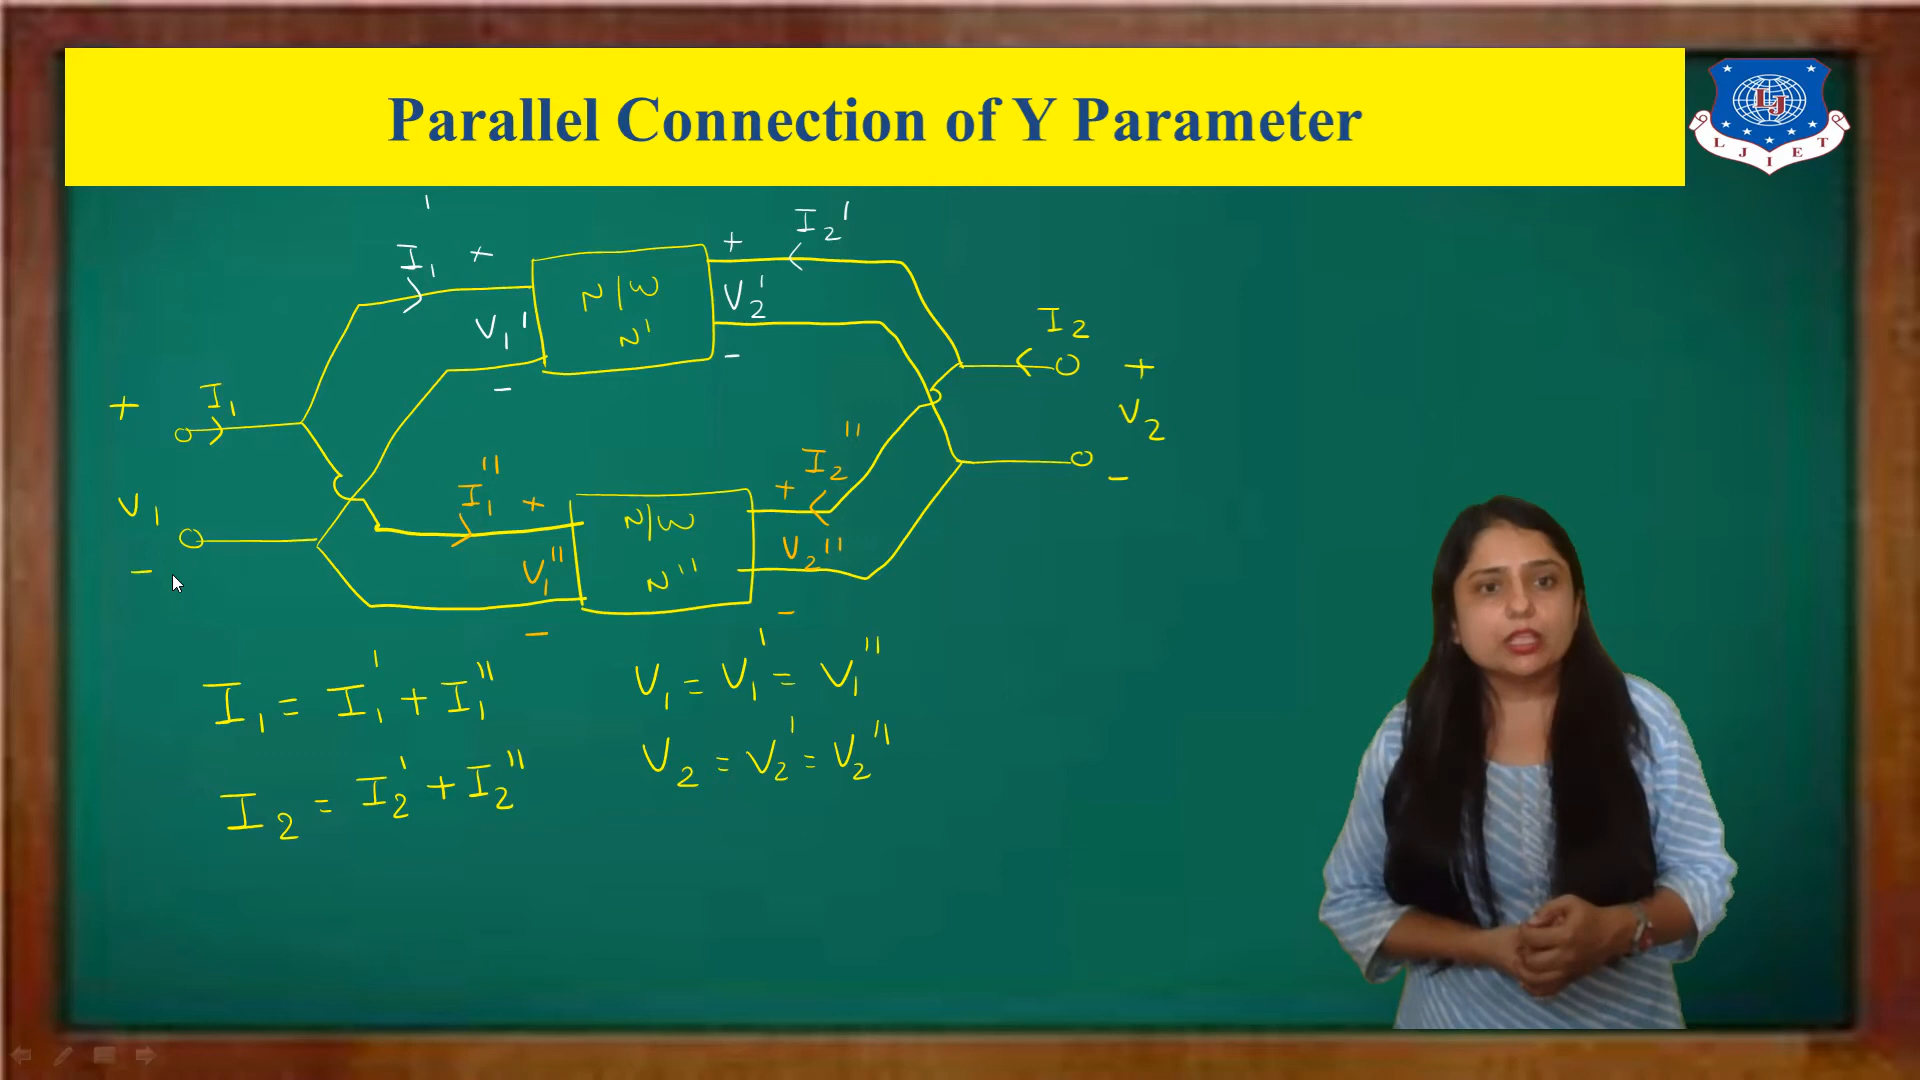 Parallel Connection of Y Parameter
L J I E T
LJ
I₁' +
+ I₂'
N/W
N'
V₁'
-
V₂'
-
I₂
+
V₂
-
+
I₁
V₁
-
I₁'' +
+ I₂''
N/W
N''
V₁''
-
V₂''
-
I₁ = I₁' + I₁''
V₁ = V₁' = V₁''
I₂ = I₂' + I₂''
V₂ = V₂' = V₂''